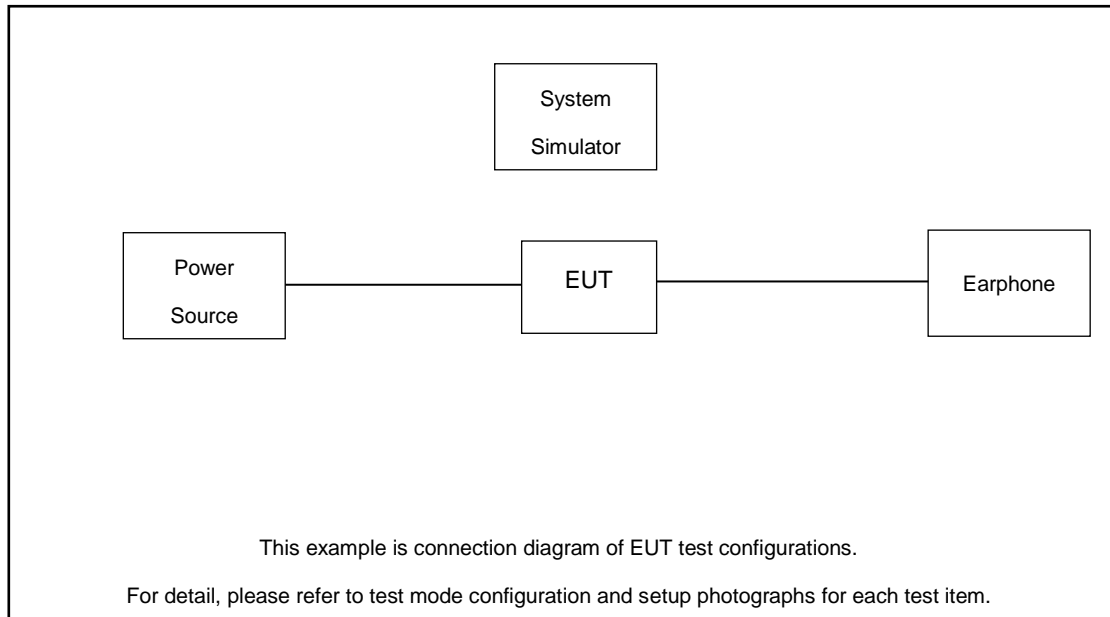 System
Simulator
Power
Source
EUT
Earphone
This example is connection diagram of EUT test configurations.
For detail, please refer to test mode configuration and setup photographs for each test item.